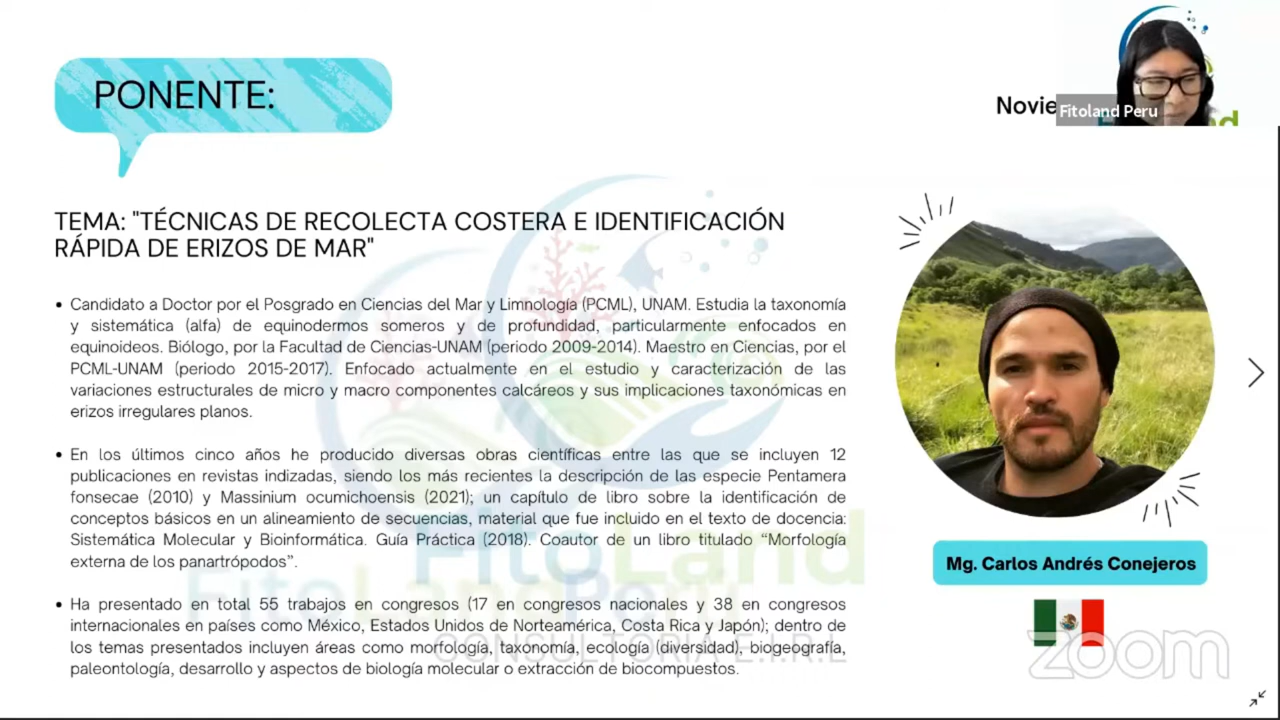 PONENTE:
Novie
Fitoland Peru
TEMA: "TÉCNICAS DE RECOLECTA COSTERA E IDENTIFICACIÓN
RÁPIDA DE ERIZOS DE MAR"
• Candidato a Doctor por el Posgrado en Ciencias del Mar y Limnología (PCML), UNAM. Estudia la taxonomía
y sistemática (alfa) de equinodermos someros y de profundidad, particularmente enfocados en
equinoideos. Biólogo, por la Facultad de Ciencias-UNAM (periodo 2009-2014). Maestro en Ciencias, por el
PCML-UNAM (periodo 2015-2017). Enfocado actualmente en el estudio y caracterización de las
variaciones estructurales de micro y macro componentes calcáreos y sus implicaciones taxonómicas en
erizos irregulares planos.
• En los últimos cinco años he producido diversas obras científicas entre las que se incluyen 12
publicaciones en revistas indizadas, siendo los más recientes la descripción de las especie Pentamera
fonsecae (2010) y Massinium ocumichoensis (2021); un capítulo de libro sobre la identificación de
conceptos básicos en un alineamiento de secuencias, material que fue incluido en el texto de docencia:
Sistemática Molecular y Bioinformática. Guía Práctica (2018). Coautor de un libro titulado “Morfología
externa de los panartrópodos”.
• Ha presentado en total 55 trabajos en congresos (17 en congresos nacionales y 38 en congresos
internacionales en países como México, Estados Unidos de Norteamérica, Costa Rica y Japón); dentro de
los temas presentados incluyen áreas como morfología, taxonomía, ecología (diversidad), biogeografía,
paleontología, desarrollo y aspectos de biología molecular o extracción de biocompuestos.
FitoLand
FitoLand Peru
CONSULTORIA E.I.R.L
Mg. Carlos Andrés Conejeros
zoom